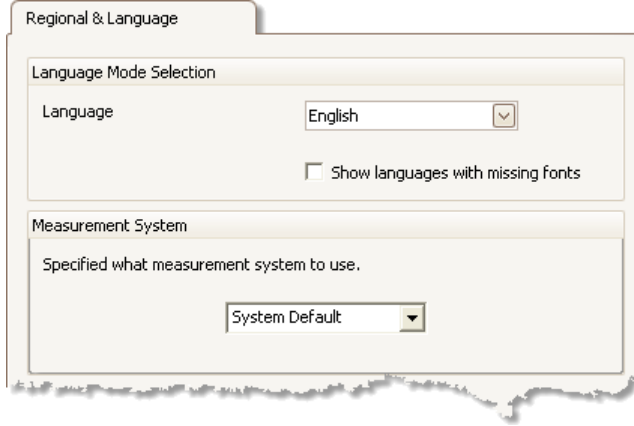 Regional & Language
Language Mode Selection
Language
English
Show languages with missing fonts
Measurement System
Specified what measurement system to use.
System Default